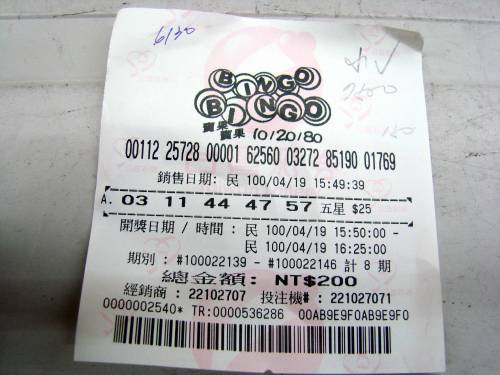 6/30
BINGO
BINGO
賓果
賓果 10/20/80
00112 25728 00001 62560 03272 85190 01769
銷售日期: 民 100/04/19 15:49:39
A. 03 11 44 47 57 五星 $25
開獎日期 / 時間 : 民 100/04/19 15:50:00 -
民 100/04/19 16:25:00
期別 : #100022139 - #100022146 計 8 期
總金額: NT$200
經銷商 : 22102707 投注機# : 221027071
0000002540* TR:0000536286 00AB9E9F0AB9E9F0